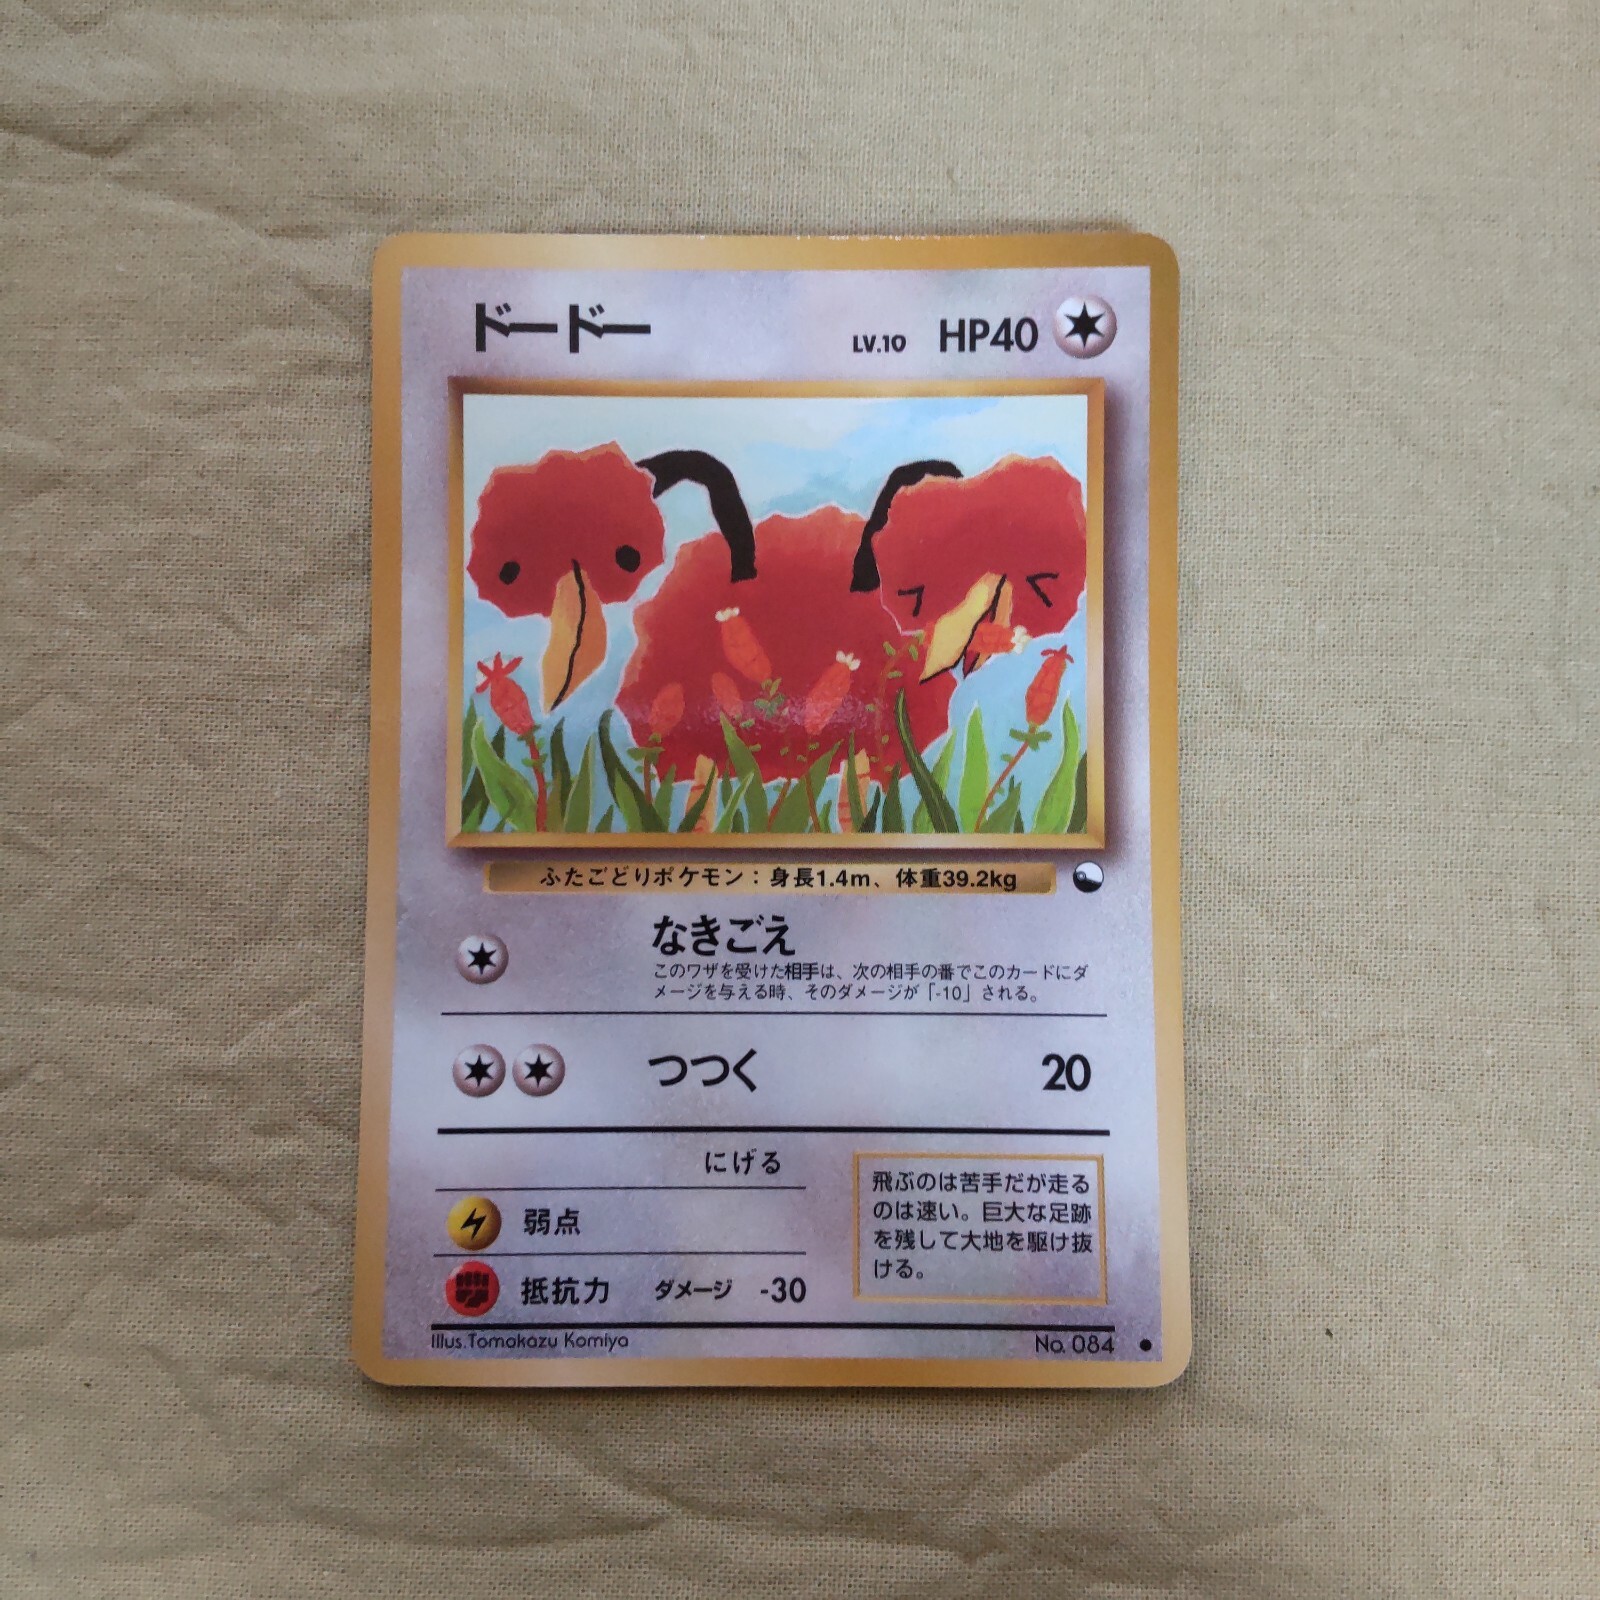 ドードー
LV.10 HP40
ふたごどりポケモン：身長1.4m、体重39.2kg
なきごえ
このワザを受けた相手は、次の相手の番でこのカードにダ
メージを与える時、そのダメージが「-10」される。
つつく 20
にげる
弱点
抵抗力 ダメージ -30
飛ぶのは苦手だが走る
のは速い。巨大な足跡
を残して大地を駆け抜
ける。
Illus.Tomokazu Komiya
No. 084